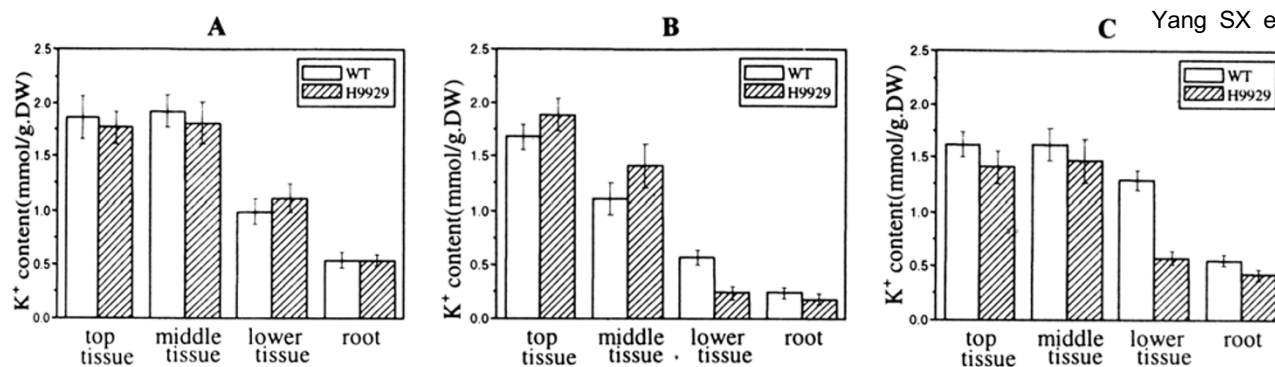 Yang SX e
A
K⁺ content(mmol/g.DW)
2.5
2.0
1.5
1.0
0.5
0.0
WT
H9929
top tissue
middle tissue
lower tissue
root
B
K⁺ content(mmol/g.DW)
2.5
2.0
1.5
1.0
0.5
0.0
WT
H9929
top tissue
middle tissue
lower tissue
root
C
K⁺ content(mmol/g.DW)
2.5
2.0
1.5
1.0
0.5
0.0
WT
H9929
top tissue
middle tissue
lower tissue
root